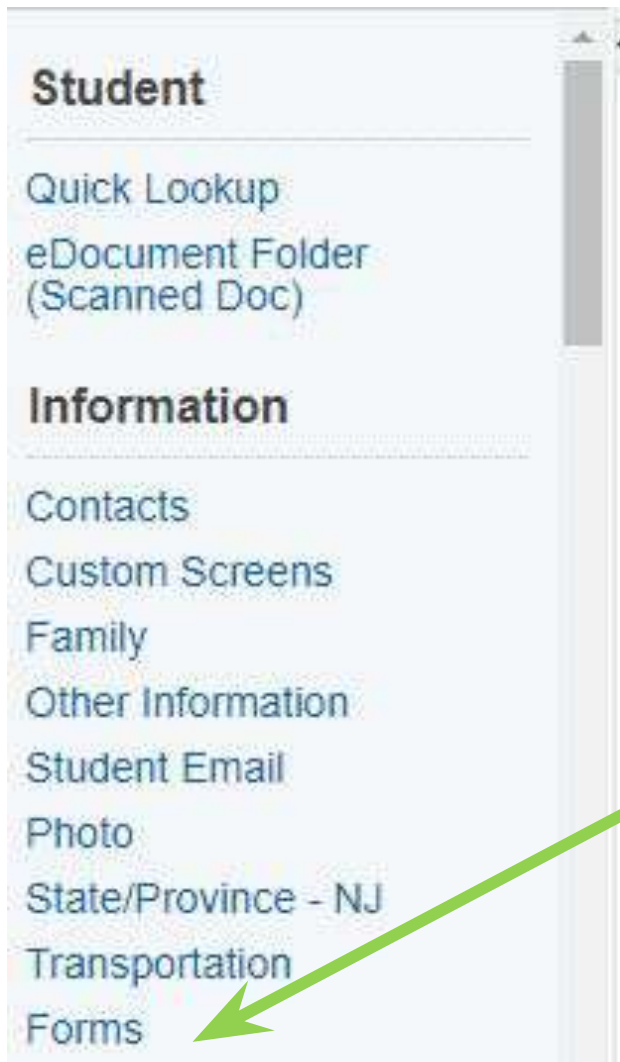 Student
Quick Lookup
eDocument Folder
(Scanned Doc)
Information
Contacts
Custom Screens
Family
Other Information
Student Email
Photo
State/Province - NJ
Transportation
Forms